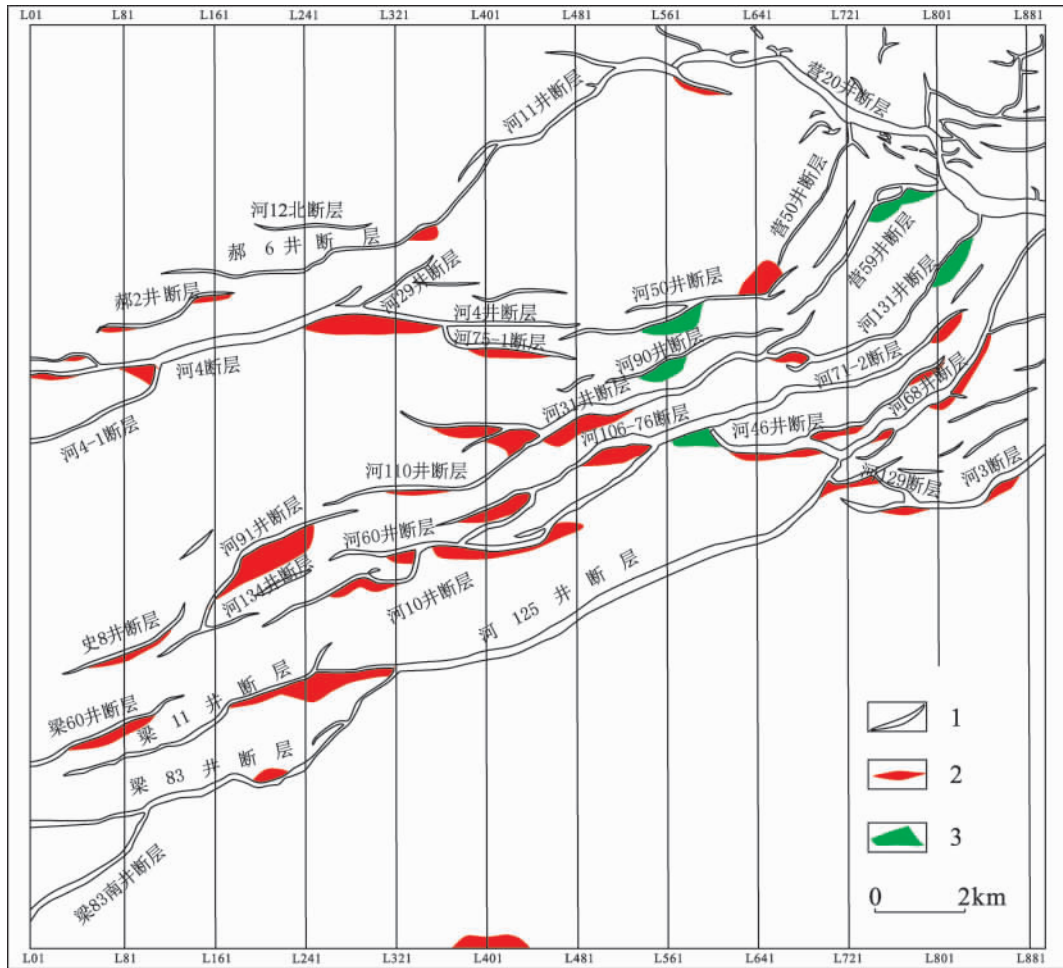 L01 L81 L161 L241 L321 L401 L481 L561 L641 L721 L801 L881
营20井断层
河11井断层
营50井断层
河12北断层
郝 6 井 断 层
营59井断层
河29井断层
河50井断层
郝2井断层
河131井断层
河4井断层
河75-1断层
河90井断层
河4断层
河71-2断层
河68井断层
河31井断层
河106-76断层
河46井断层
河4-1断层
河110井断层
河129断层
河3断层
河91井断层
河60井断层
河134井断层
河10井断层
河 125 井 断 层
史8井断层
梁60井断层
梁 11 井 断 层
梁 83 井 断 层
梁83南井断层
1
2
3
0 2km
L01 L81 L161 L241 L321 L401 L481 L561 L641 L721 L801 L881